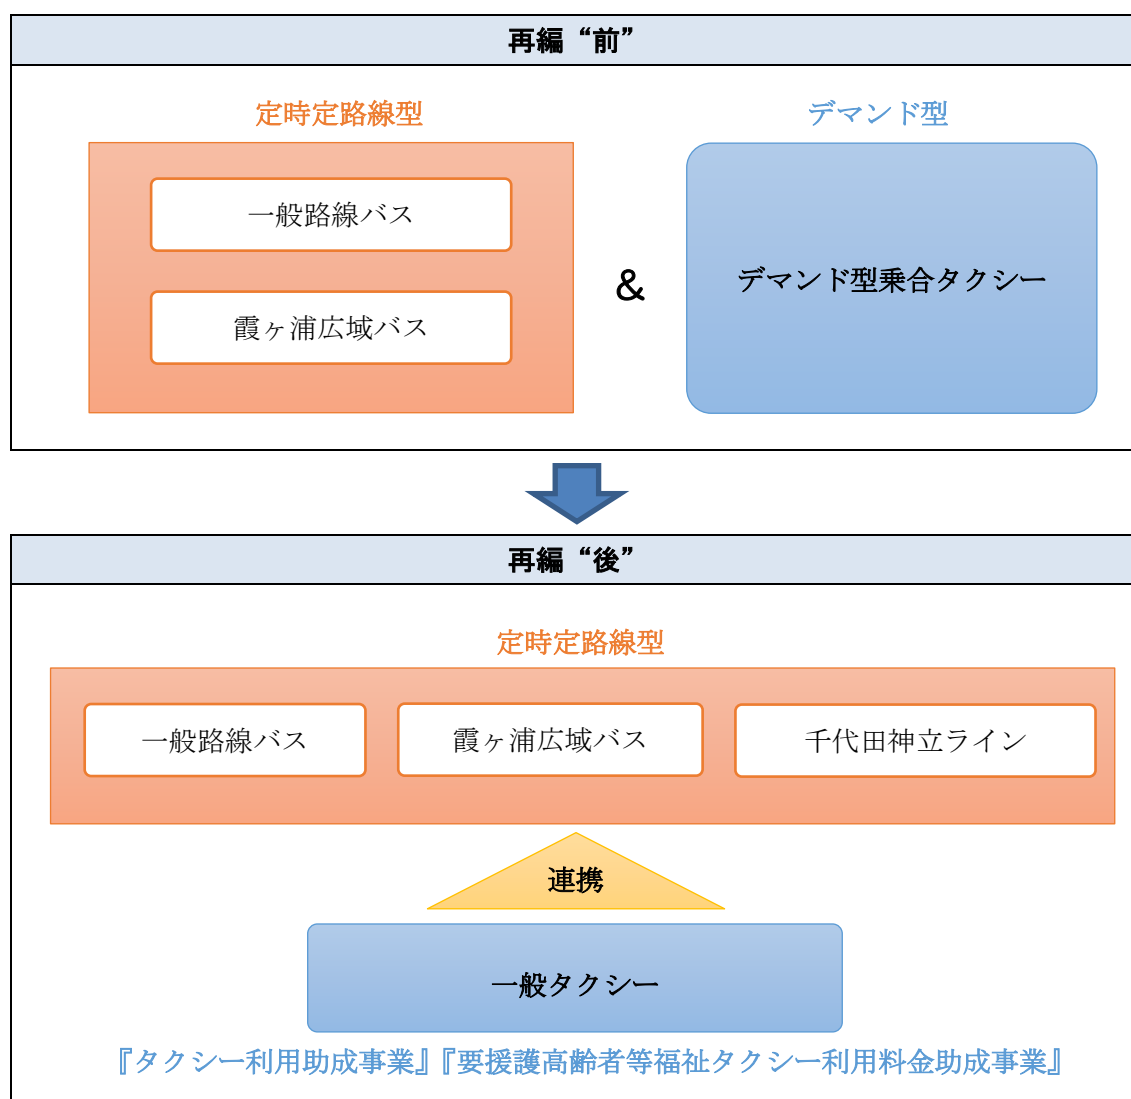 再編“前”
定時定路線型
デマンド型
一般路線バス
霞ヶ浦広域バス
&
デマンド型乗合タクシー
再編“後”
定時定路線型
一般路線バス
霞ヶ浦広域バス
千代田神立ライン
連携
一般タクシー
『タクシー利用助成事業』『要援護高齢者等福祉タクシー利用料金助成事業』